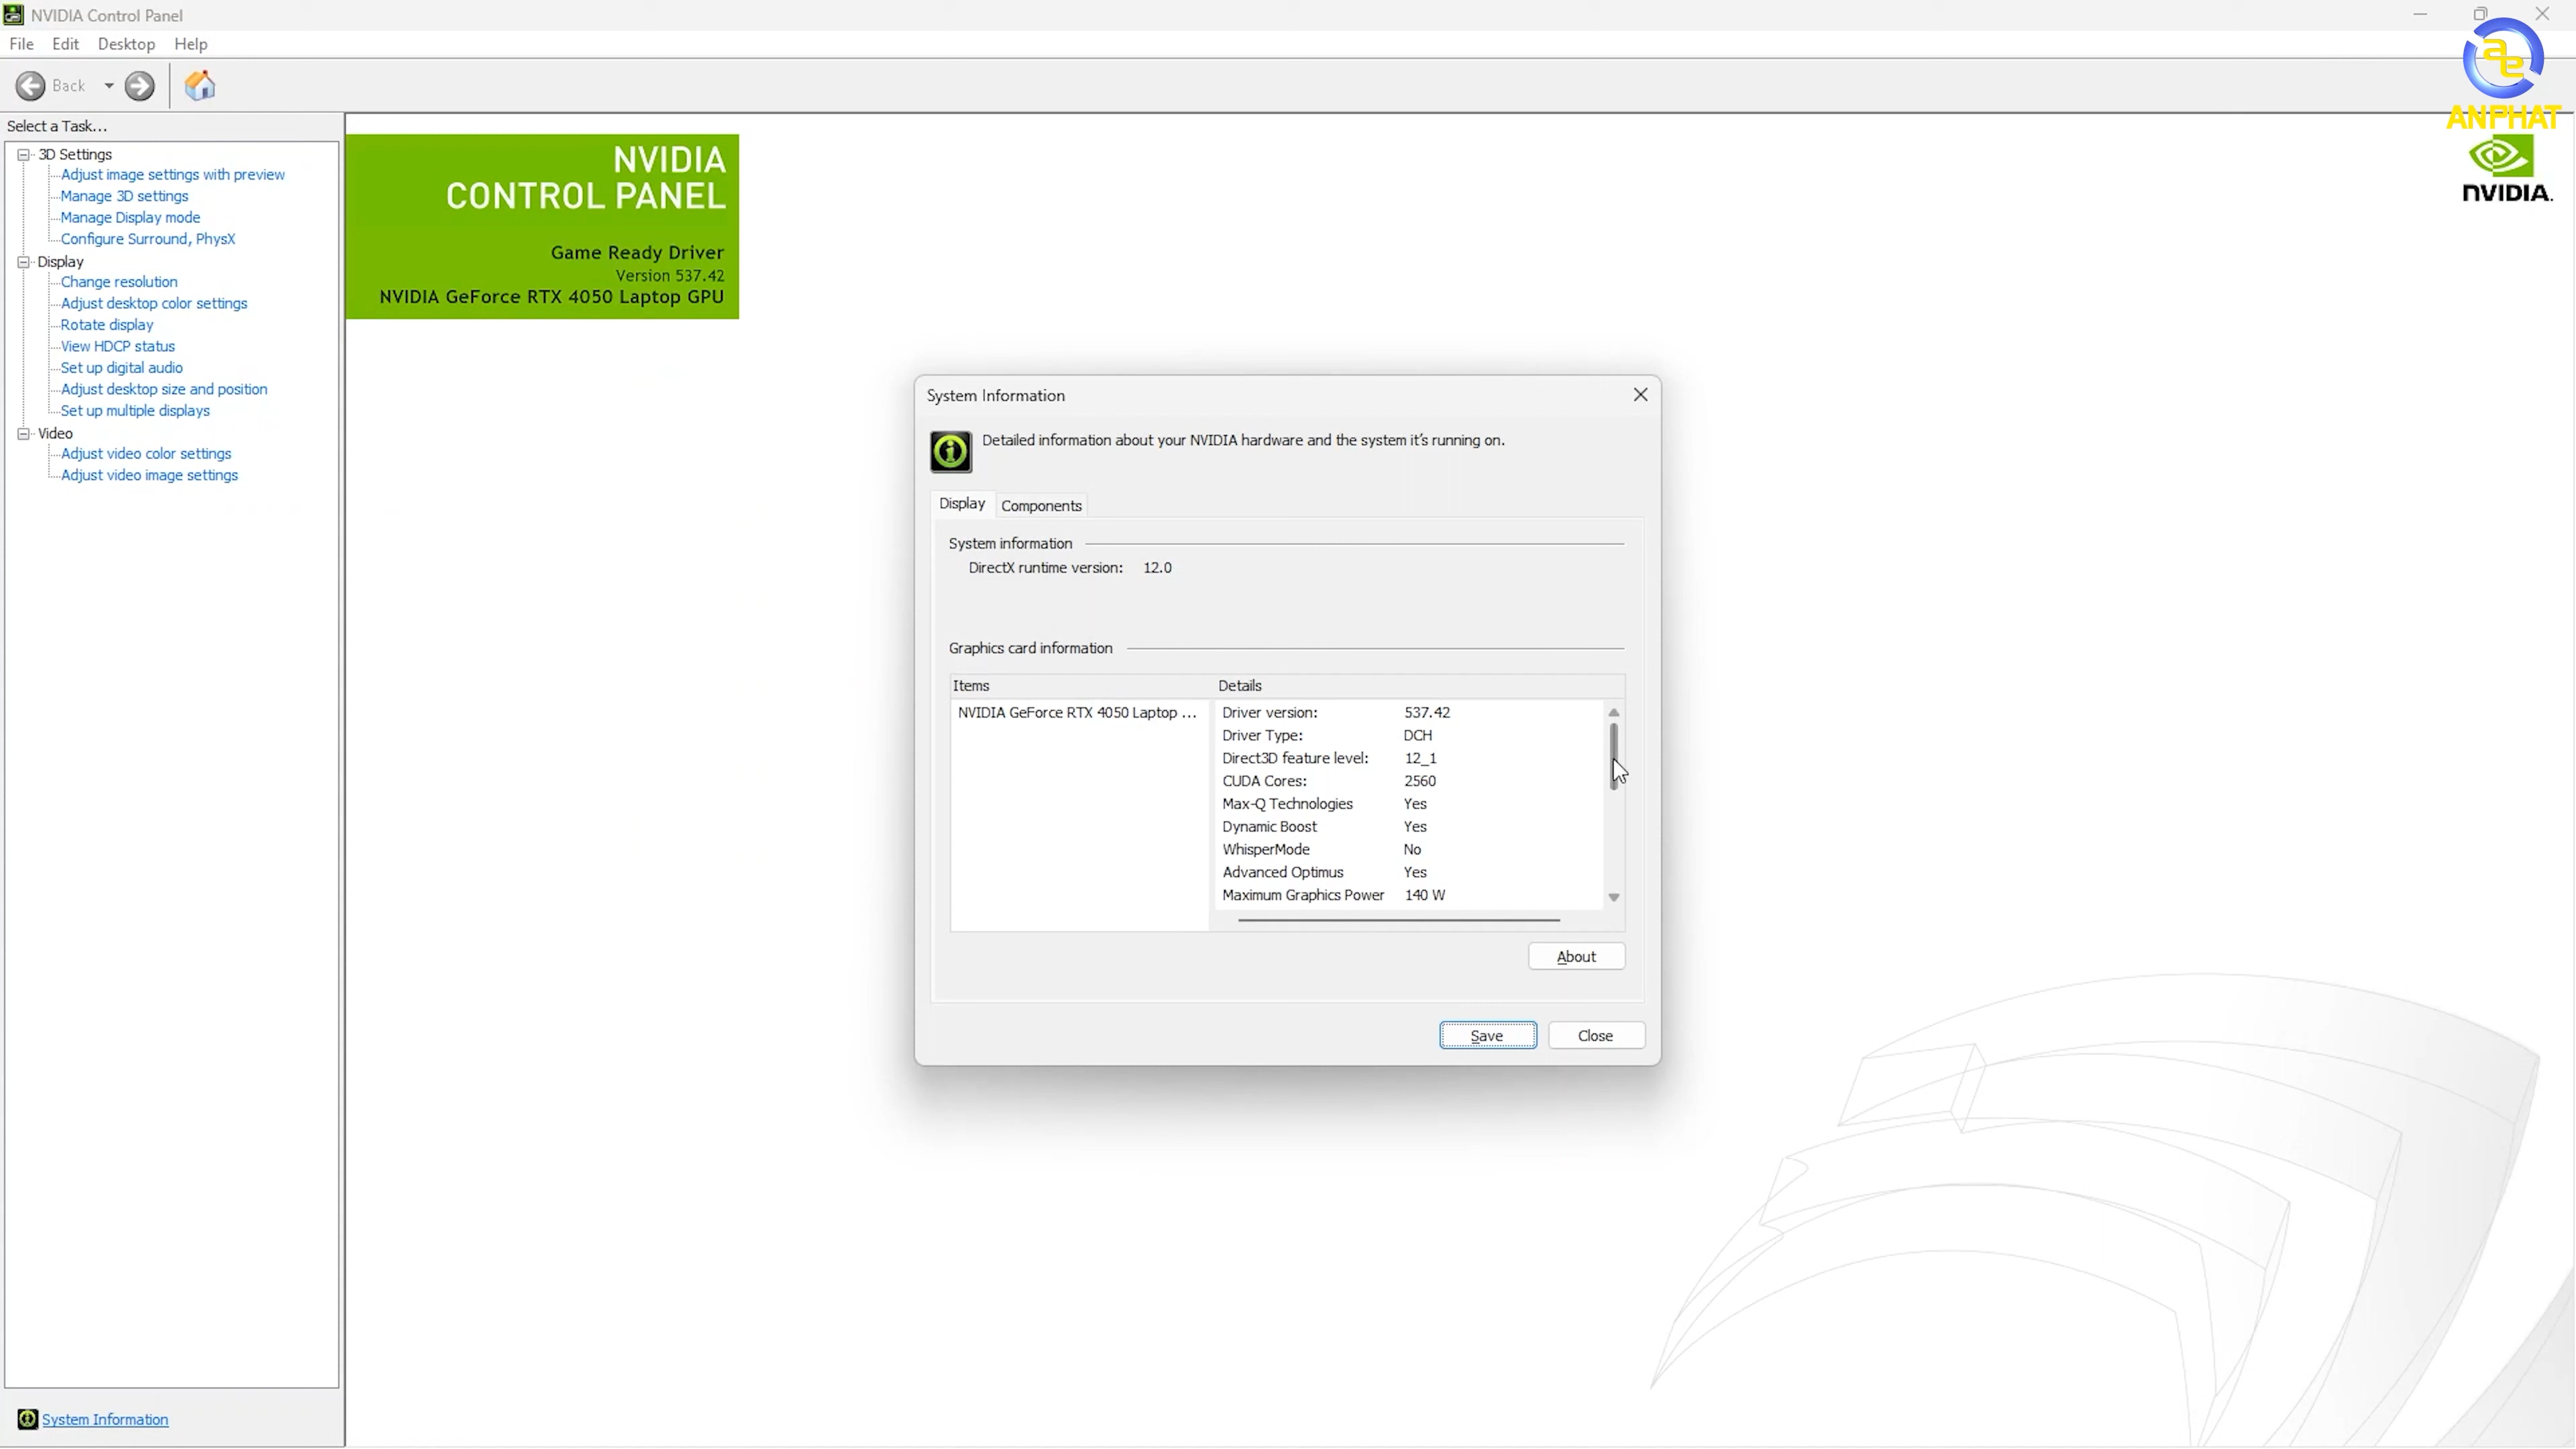 NVIDIA Control Panel
File Edit Desktop Help
Back
Select a Task...
3D Settings
Adjust image settings with preview
Manage 3D settings
Manage Display mode
Configure Surround, PhysX
Display
Change resolution
Adjust desktop color settings
Rotate display
View HDCP status
Set up digital audio
Adjust desktop size and position
Set up multiple displays
Video
Adjust video color settings
Adjust video image settings
System Information
NVIDIA
CONTROL PANEL
Game Ready Driver
Version 537.42
NVIDIA GeForce RTX 4050 Laptop GPU
ae
ANPHAT
NVIDIA.
System Information
Detailed information about your NVIDIA hardware and the system it's running on.
Display Components
System information
DirectX runtime version: 12.0
Graphics card information
Items Details
NVIDIA GeForce RTX 4050 Laptop ...
Driver version: 537.42
Driver Type: DCH
Direct3D feature level: 12_1
CUDA Cores: 2560
Max-Q Technologies Yes
Dynamic Boost Yes
WhisperMode No
Advanced Optimus Yes
Maximum Graphics Power 140 W
About
Save Close